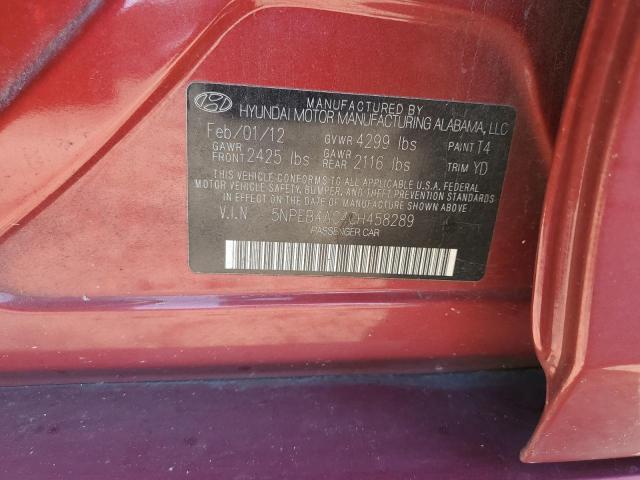 MANUFACTURED BY
HYUNDAI MOTOR MANUFACTURING ALABAMA, LLC
Feb/01/12 GVWR 4299 lbs PAINT T4
GAWR FRONT 2425 lbs GAWR REAR 2116 lbs TRIM YD
THIS VEHICLE CONFORMS TO ALL APPLICABLE U.S.A. FEDERAL
MOTOR VEHICLE SAFETY, BUMPER, AND THEFT PREVENTION
STANDARDS IN EFFECT ON THE DATE OF MANUFACTURE SHOWN ABOVE
V.I.N 5NPEB4AC4CH458289
PASSENGER CAR